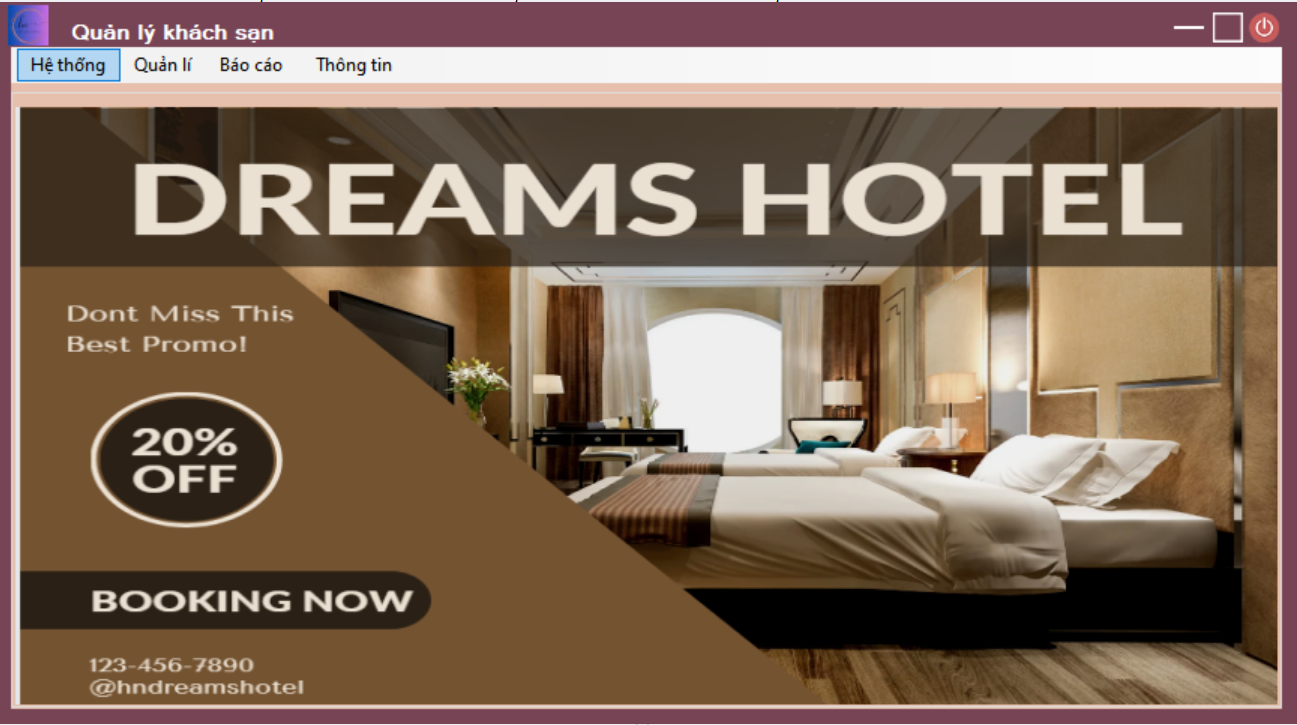 Quản lý khách sạn
Hệ thống Quản lí Báo cáo Thông tin
DREAMS HOTEL
Dont Miss This
Best Promo!
20%
OFF
BOOKING NOW
123-456-7890
@hndreamshotel